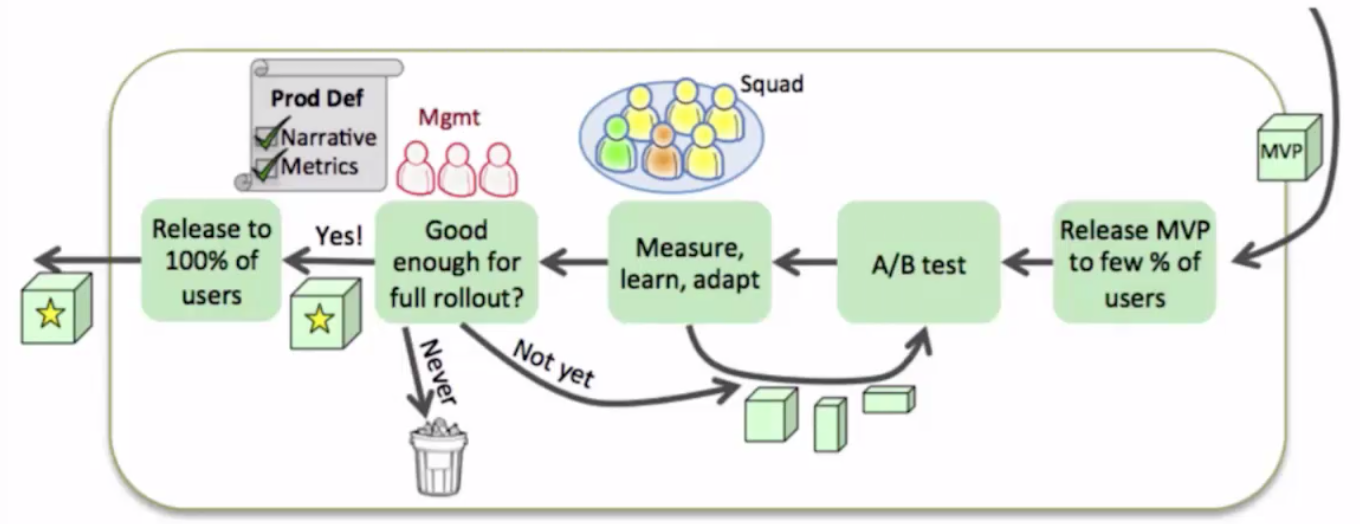 Prod Def
Narrative
Metrics
Mgmt
Squad
MVP
Release to
100% of
users
Yes!
Good
enough for
full rollout?
Measure,
learn, adapt
A/B test
Release MVP
to few % of
users
Never
Not yet